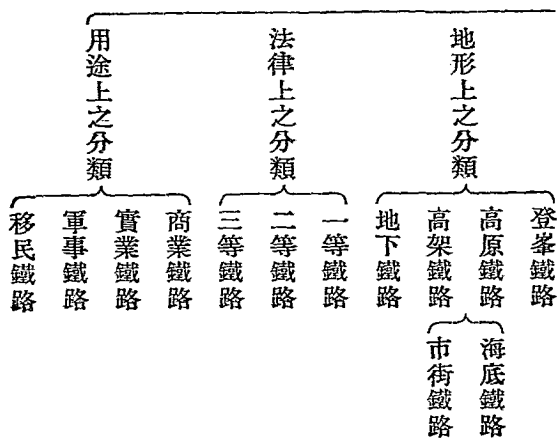 地形上之分類
登峯鐵路
高原鐵路
高架鐵路
海底鐵路
市街鐵路
地下鐵路
法律上之分類
一等鐵路
二等鐵路
三等鐵路
用途上之分類
商業鐵路
實業鐵路
軍事鐵路
移民鐵路